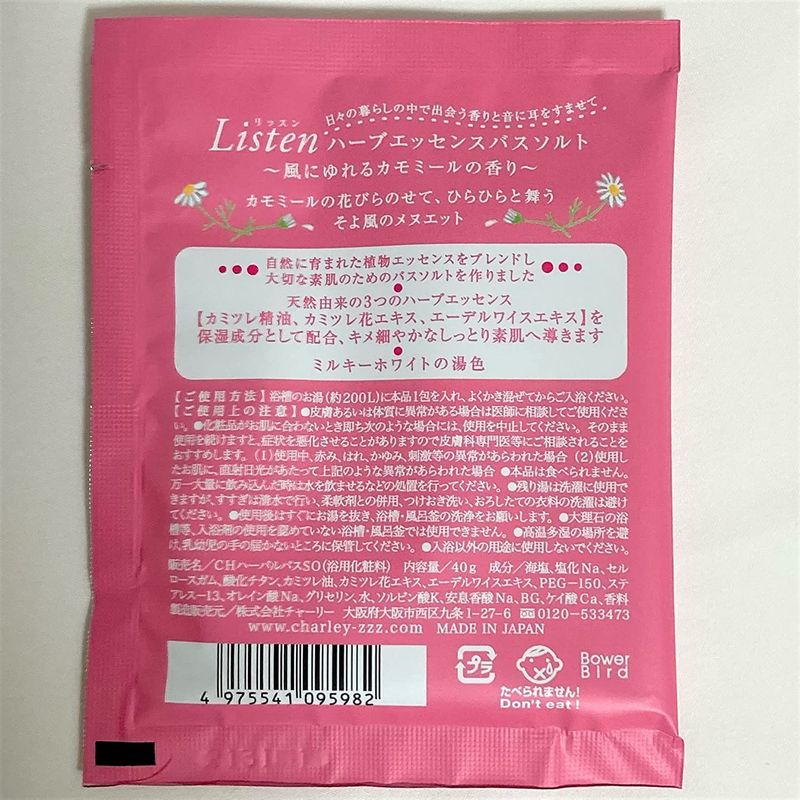 日々の暮らしの中で出会う香りと音に耳をすませて
リッスン
Listen ハーブエッセンスバスソルト
～風にゆれるカモミールの香り～
カモミールの花びらのせて、ひらひらと舞う
そよ風のメヌエット
自然に育まれた植物エッセンスをブレンドし
大切な素肌のためのバスソルトを作りました
天然由来の3つのハーブエッセンス
【カミツレ精油、カミツレ花エキス、エーデルワイスエキス】を
保湿成分として配合、キメ細やかなしっとり素肌へ導きます
ミルキーホワイトの湯色
【ご使用方法】浴槽のお湯(約200L)に本品1包を入れ、よくかき混ぜてからご入浴ください。
【ご使用上の注意】●皮膚あるいは体質に異常がある場合は医師に相談してご使用くださ
い。●化粧品がお肌に合わないとき即ち次のような場合には、使用を中止してください。そのまま
使用を続けますと、症状を悪化させることがありますので皮膚科専門医等にご相談されることを
おすすめします。(1)使用中、赤み、はれ、かゆみ、刺激等の異常があらわれた場合(2)使用し
たお肌に、直射日光があたって上記のような異常があらわれた場合 ●本品は食べられません。
万一大量に飲み込んだ時は水を飲ませるなどの処置を行ってください。●残り湯は洗濯に使用で
きますが、すすぎは清水で行い、柔軟剤との併用、つけおき洗い、おろしたての衣料の洗濯は避け
てください。●使用後はすぐにお湯を抜き、浴槽・風呂釜の洗浄をお願いします。●大理石の浴
槽等、入浴剤の使用を認めていない浴槽・風呂釜では使用できません。●高温多湿の場所を避
け、乳幼児の手の届かないところに保管してください。●入浴以外の用途に使用しないでください。
販売名／CHハーバルバスSO(浴用化粧料) 内容量／40g 成分／海塩、塩化Na、セル
ロースガム、酸化チタン、カミツレ油、カミツレ花エキス、エーデルワイスエキス、PEG-150、ステ
アレス-13、オレイン酸Na、グリセリン、水、ソルビン酸K、安息香酸Na、BG、ケイ酸Ca、香料
製造販売元／株式会社チャーリー 大阪府大阪市西区九条1-27-6 0120-533473
www.charley-zzz.com MADE IN JAPAN
4 975541 095982
プラ
たべられません!
Don't eat!
Bower
Bird